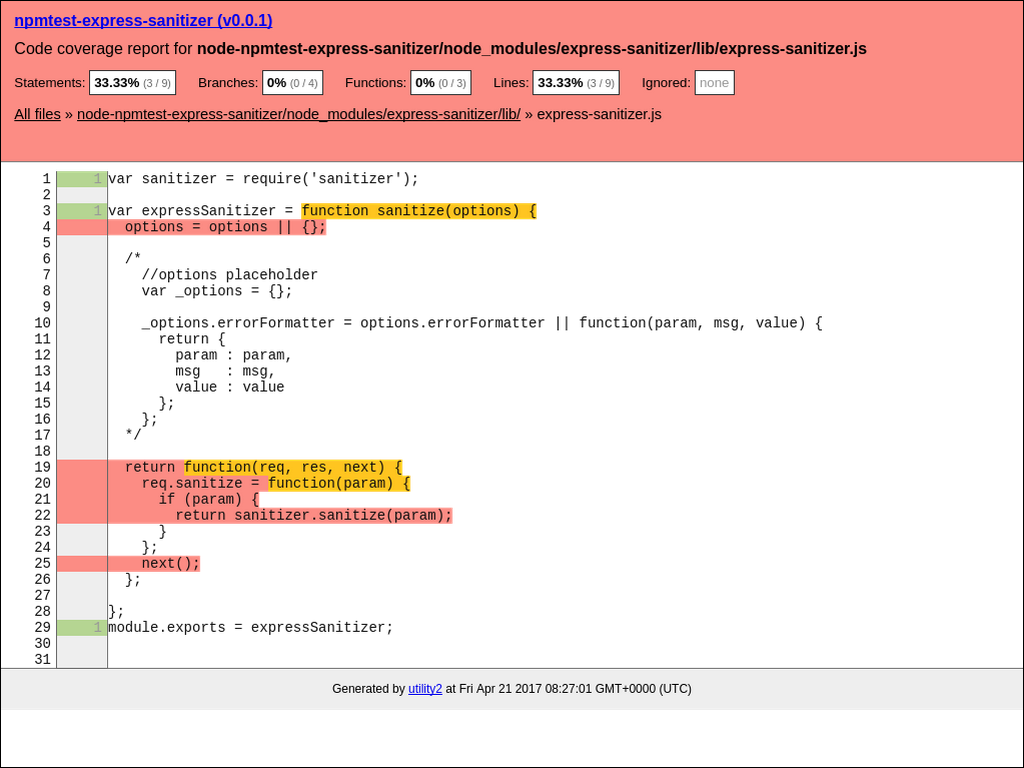 npmtest-express-sanitizer (v0.0.1)
Code coverage report for node-npmtest-express-sanitizer/node_modules/express-sanitizer/lib/express-sanitizer.js
Statements: 33.33% (3 / 9) Branches: 0% (0 / 4) Functions: 0% (0 / 3) Lines: 33.33% (3 / 9) Ignored: none
All files » node-npmtest-express-sanitizer/node_modules/express-sanitizer/lib/ » express-sanitizer.js
1 1 var sanitizer = require('sanitizer');
2
3 1 var expressSanitizer = function sanitize(options) {
4   options = options || {};
5
6   /*
7     //options placeholder
8     var _options = {};
9
10     _options.errorFormatter = options.errorFormatter || function(param, msg, value) {
11       return {
12         param : param,
13         msg   : msg,
14         value : value
15       };
16     };
17   */
18
19   return function(req, res, next) {
20     req.sanitize = function(param) {
21       if (param) {
22         return sanitizer.sanitize(param);
23       }
24     };
25     next();
26   };
27
28 };
29 1 module.exports = expressSanitizer;
30
31
Generated by utility2 at Fri Apr 21 2017 08:27:01 GMT+0000 (UTC)